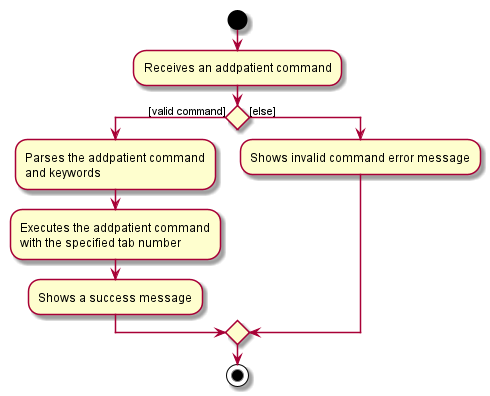 Receives an addpatient command
[valid command]
[else]
Parses the addpatient command
and keywords
Shows invalid command error message
Executes the addpatient command
with the specified tab number
Shows a success message